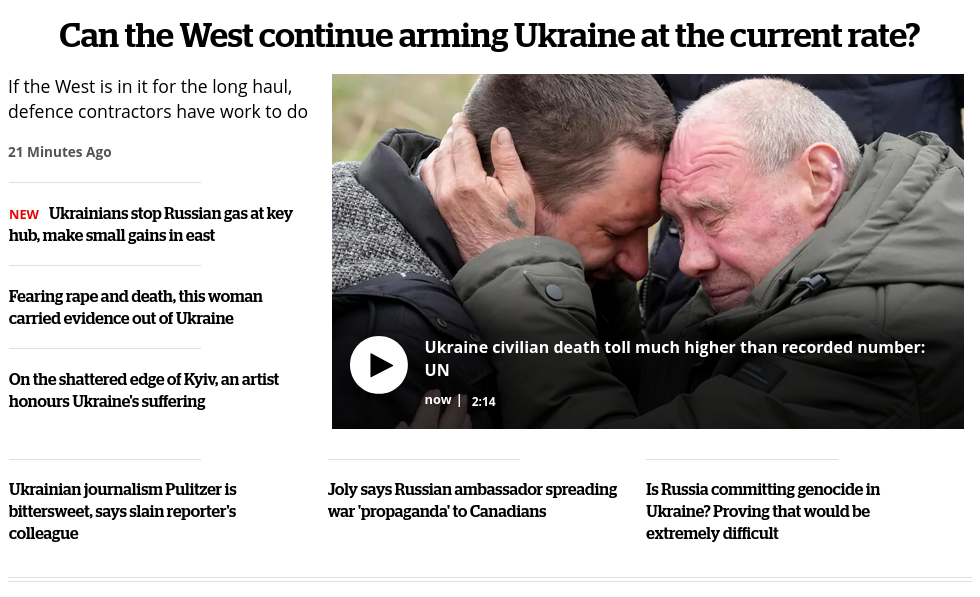 Can the West continue arming Ukraine at the current rate?
If the West is in it for the long haul,
defence contractors have work to do
21 Minutes Ago
NEW Ukrainians stop Russian gas at key
hub, make small gains in east
Fearing rape and death, this woman
carried evidence out of Ukraine
On the shattered edge of Kyiv, an artist
honours Ukraine's suffering
Ukraine civilian death toll much higher than recorded number:
UN
now | 2:14
Ukrainian journalism Pulitzer is
bittersweet, says slain reporter's
colleague
Joly says Russian ambassador spreading
war 'propaganda' to Canadians
Is Russia committing genocide in
Ukraine? Proving that would be
extremely difficult